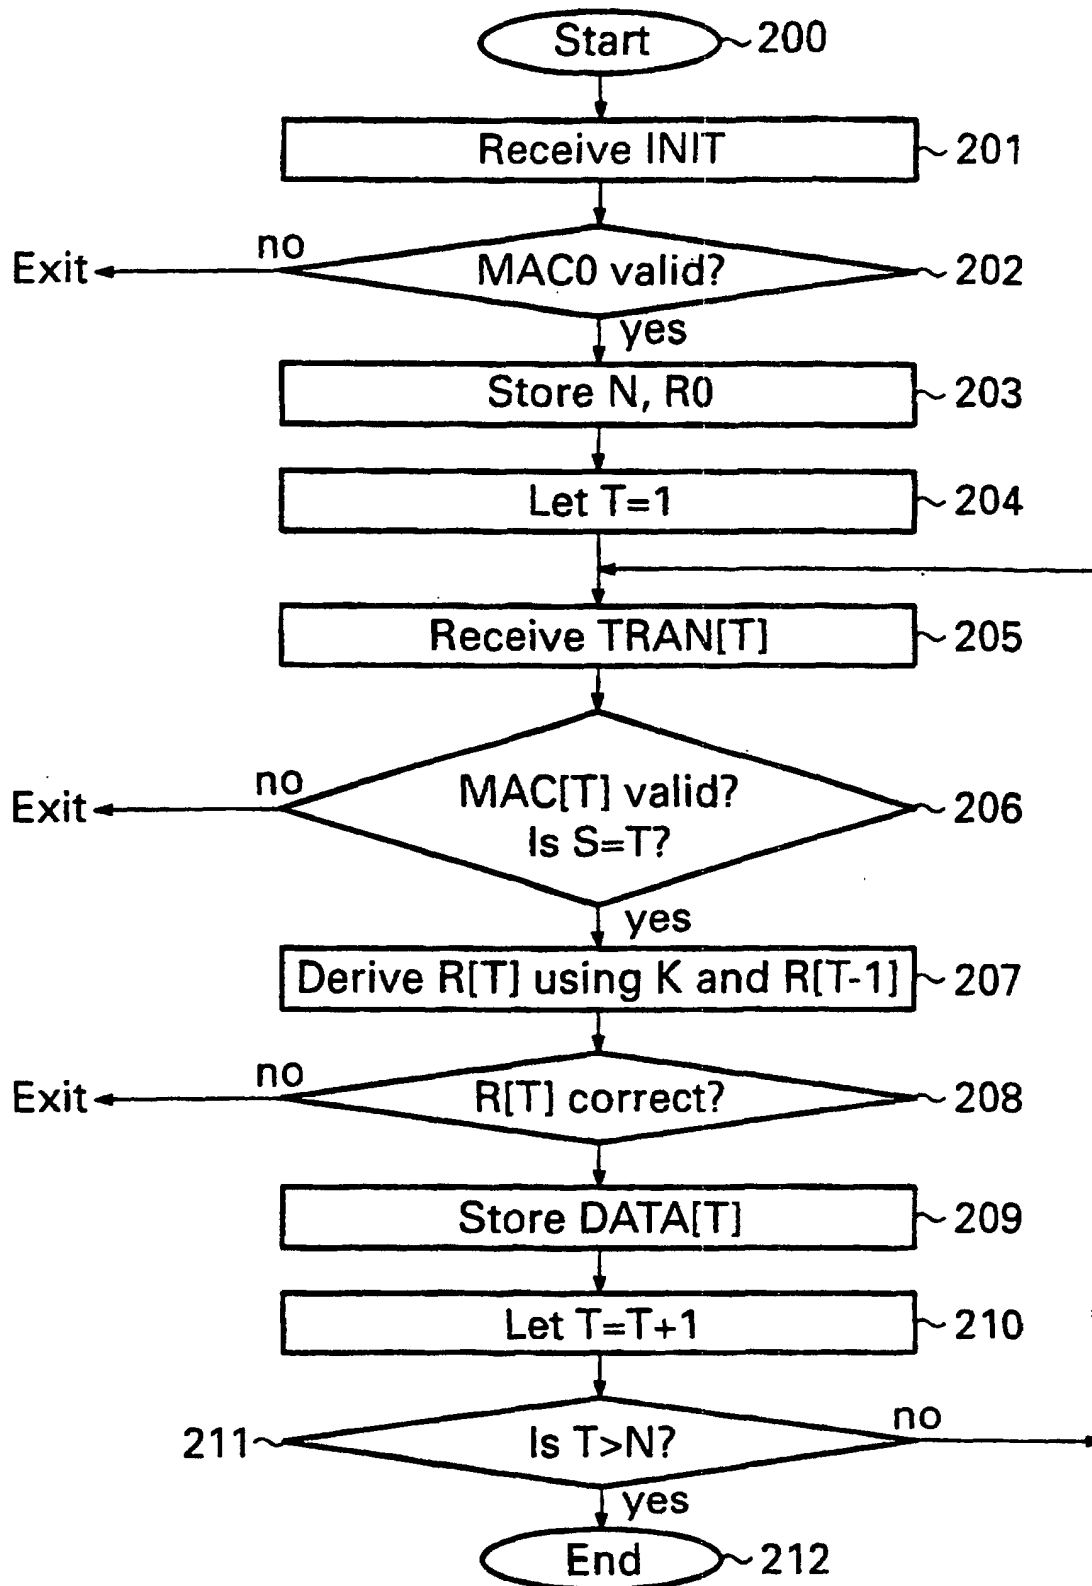 Start 200
Receive INIT 201
no
Exit MAC0 valid? 202
yes
Store N, R0 203
Let T=1 204
Receive TRAN[T] 205
no
MAC[T] valid?
Exit 206
Is S=T?
yes
Derive R[T] using K and R[T-1] 207
no
Exit R[T] correct? 208
Store DATA[T] 209
Let T=T+1 210
no
211 Is T>N?
yes
End 212